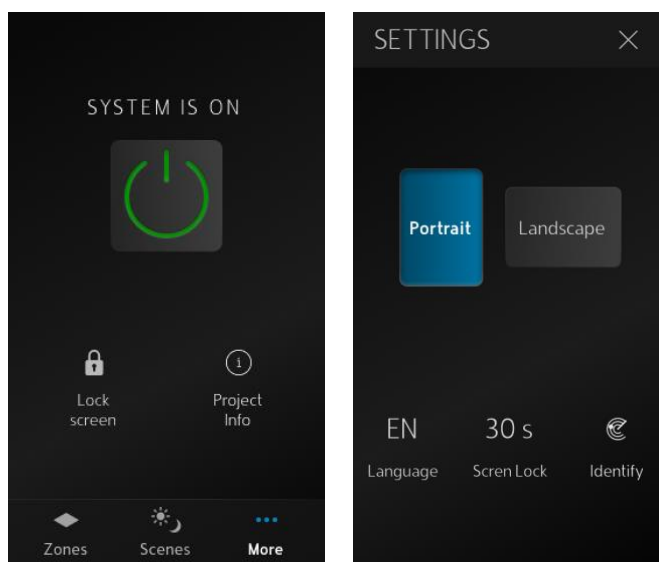 SYSTEM IS ON
Lock
screen
Project
Info
Zones
Scenes
More
SETTINGS
Portrait
Landscape
EN
30 s
Language
Scren Lock
Identify